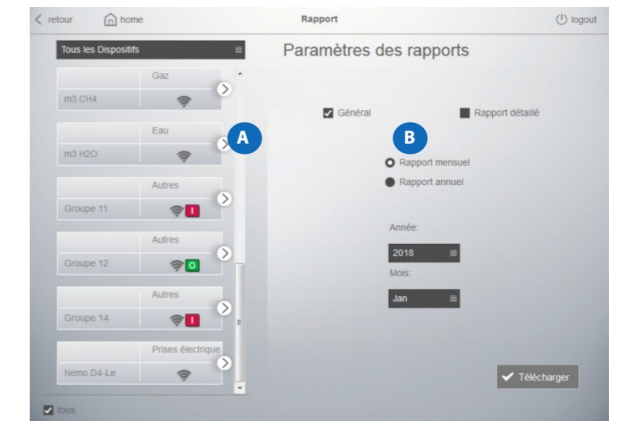 retour
home
Rapport
logout
Tous les Dispositifs
Paramètres des rapports
Gaz
m3 CH4
Eau
m3 H2O
A
Autres
Groupe 11
I
Autres
Groupe 12
O
Autres
Groupe 14
I
Prises électrique
Nemo D4-Le
tous
Général
Rapport détaillé
B
Rapport mensuel
Rapport annuel
Année:
2018
Mois:
Jan
Télécharger